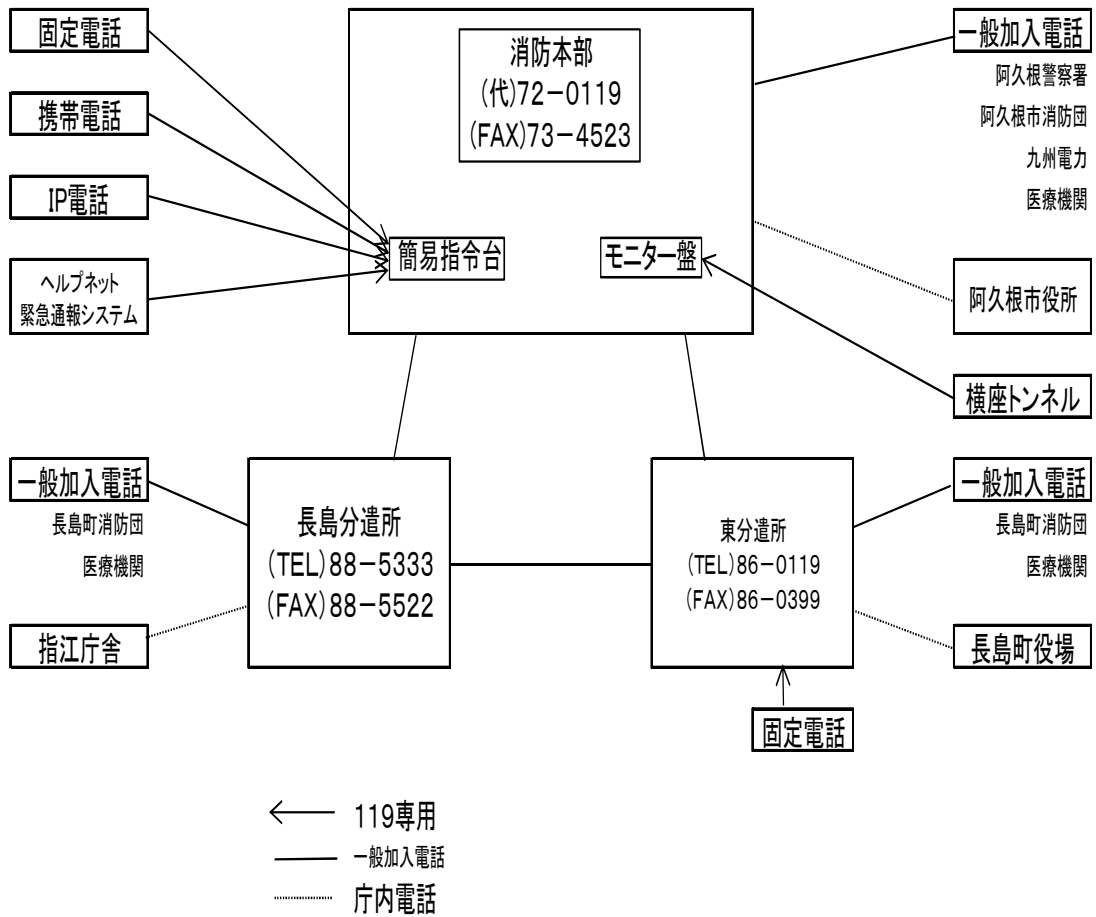 固定電話
携帯電話
IP電話
ヘルプネット
緊急通報システム
消防本部
(代)72－0119
(FAX)73－4523
簡易指令台
モニター盤
一般加入電話
阿久根警察署
阿久根市消防団
九州電力
医療機関
阿久根市役所
横座トンネル
一般加入電話
長島町消防団
医療機関
指江庁舎
長島分遣所
(TEL)88－5333
(FAX)88－5522
東分遣所
(TEL)86－0119
(FAX)86－0399
一般加入電話
長島町消防団
医療機関
長島町役場
固定電話
119専用
一般加入電話
庁内電話